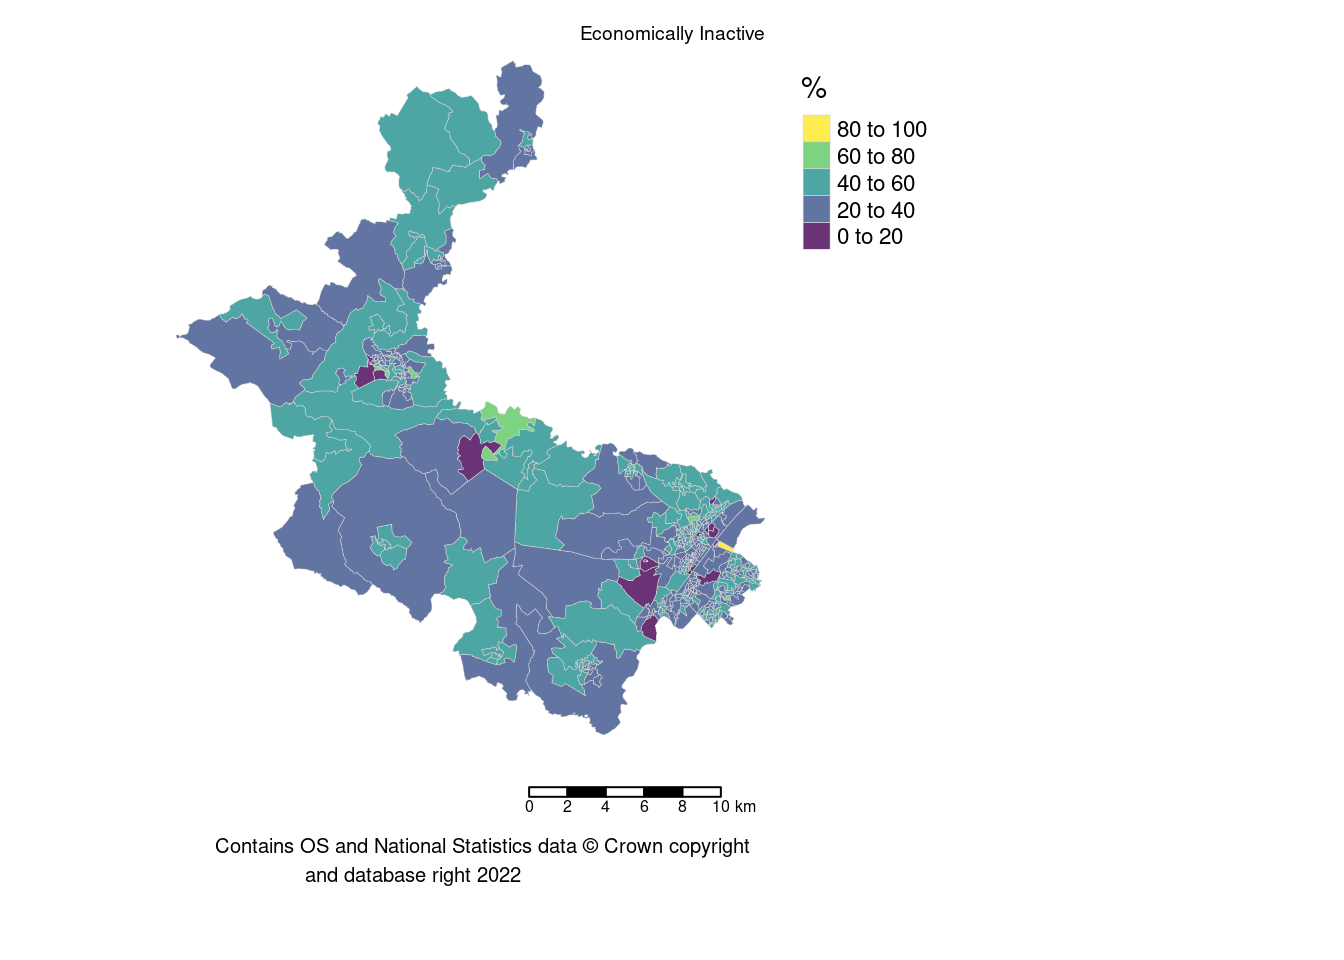 Economically Inactive
%
80 to 100
60 to 80
40 to 60
20 to 40
0 to 20
0 2 4 6 8 10 km
Contains OS and National Statistics data © Crown copyright
and database right 2022